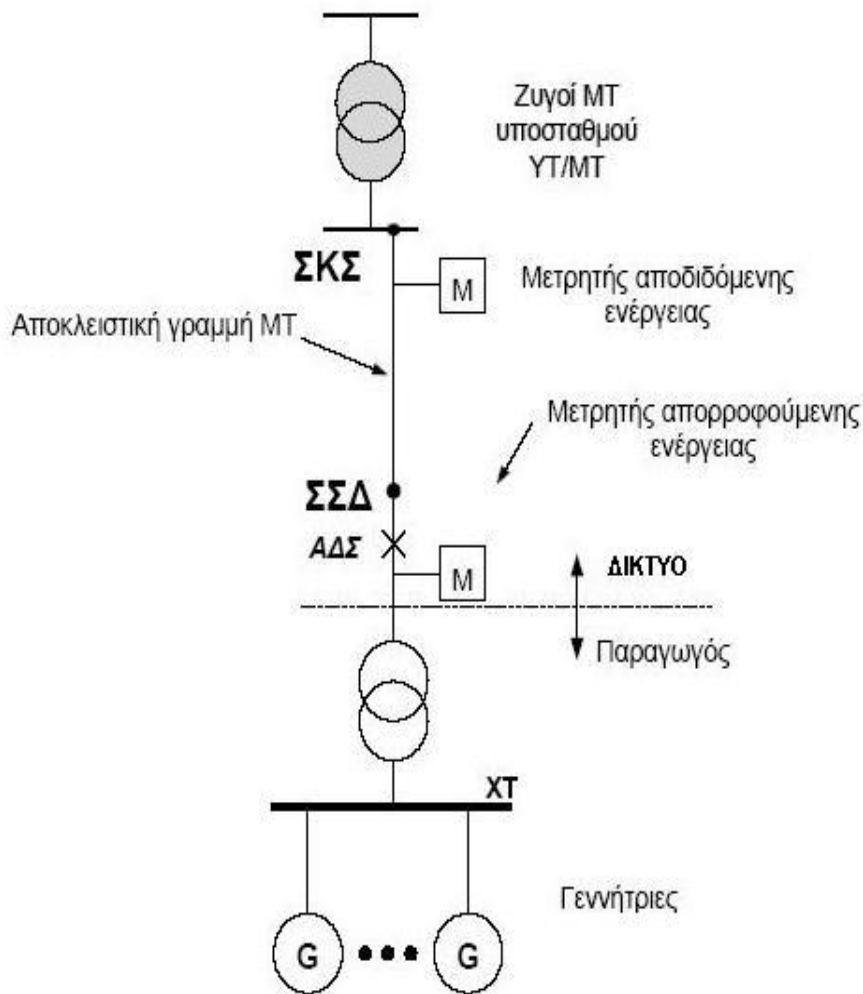 Ζυγοί ΜΤ
υποσταθμού
ΥΤ/ΜΤ
ΣΚΣ
Μ
Μετρητής αποδιδόμενης
ενέργειας
Αποκλειστική γραμμή ΜΤ
Μετρητής απορροφούμενης
ενέργειας
ΣΣΔ
ΑΔΣ
Μ
ΔΙΚΤΥΟ
Παραγωγός
ΧΤ
Γεννήτριες
G
G